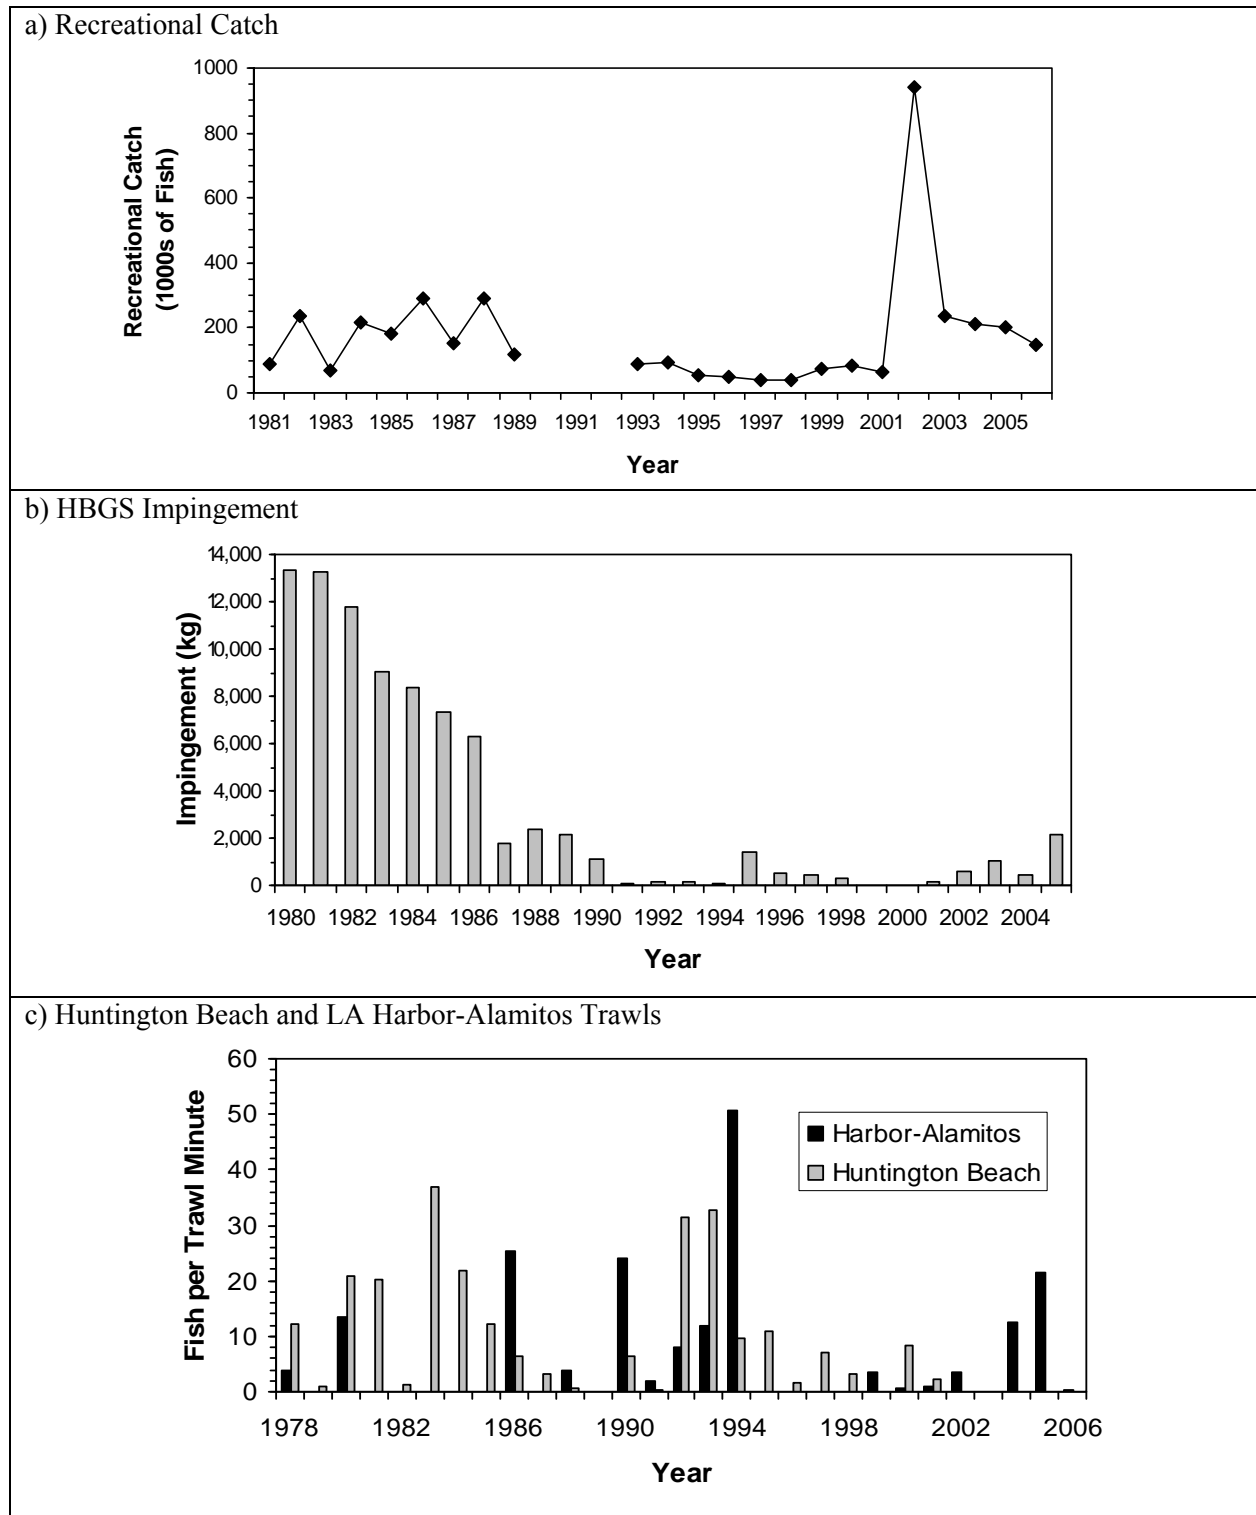 a) Recreational Catch
1000
800
600
400
200
0
Recreational Catch
(1000s of Fish)
1981 1983 1985 1987 1989 1991 1993 1995 1997 1999 2001 2003 2005
Year
b) HBGS Impingement
14,000
12,000
10,000
8,000
6,000
4,000
2,000
0
Impingement (kg)
1980 1982 1984 1986 1988 1990 1992 1994 1996 1998 2000 2002 2004
Year
c) Huntington Beach and LA Harbor-Alamitos Trawls
60
50
40
30
20
10
0
Fish per Trawl Minute
Harbor-Alamitos
Huntington Beach
1978 1982 1986 1990 1994 1998 2002 2006
Year